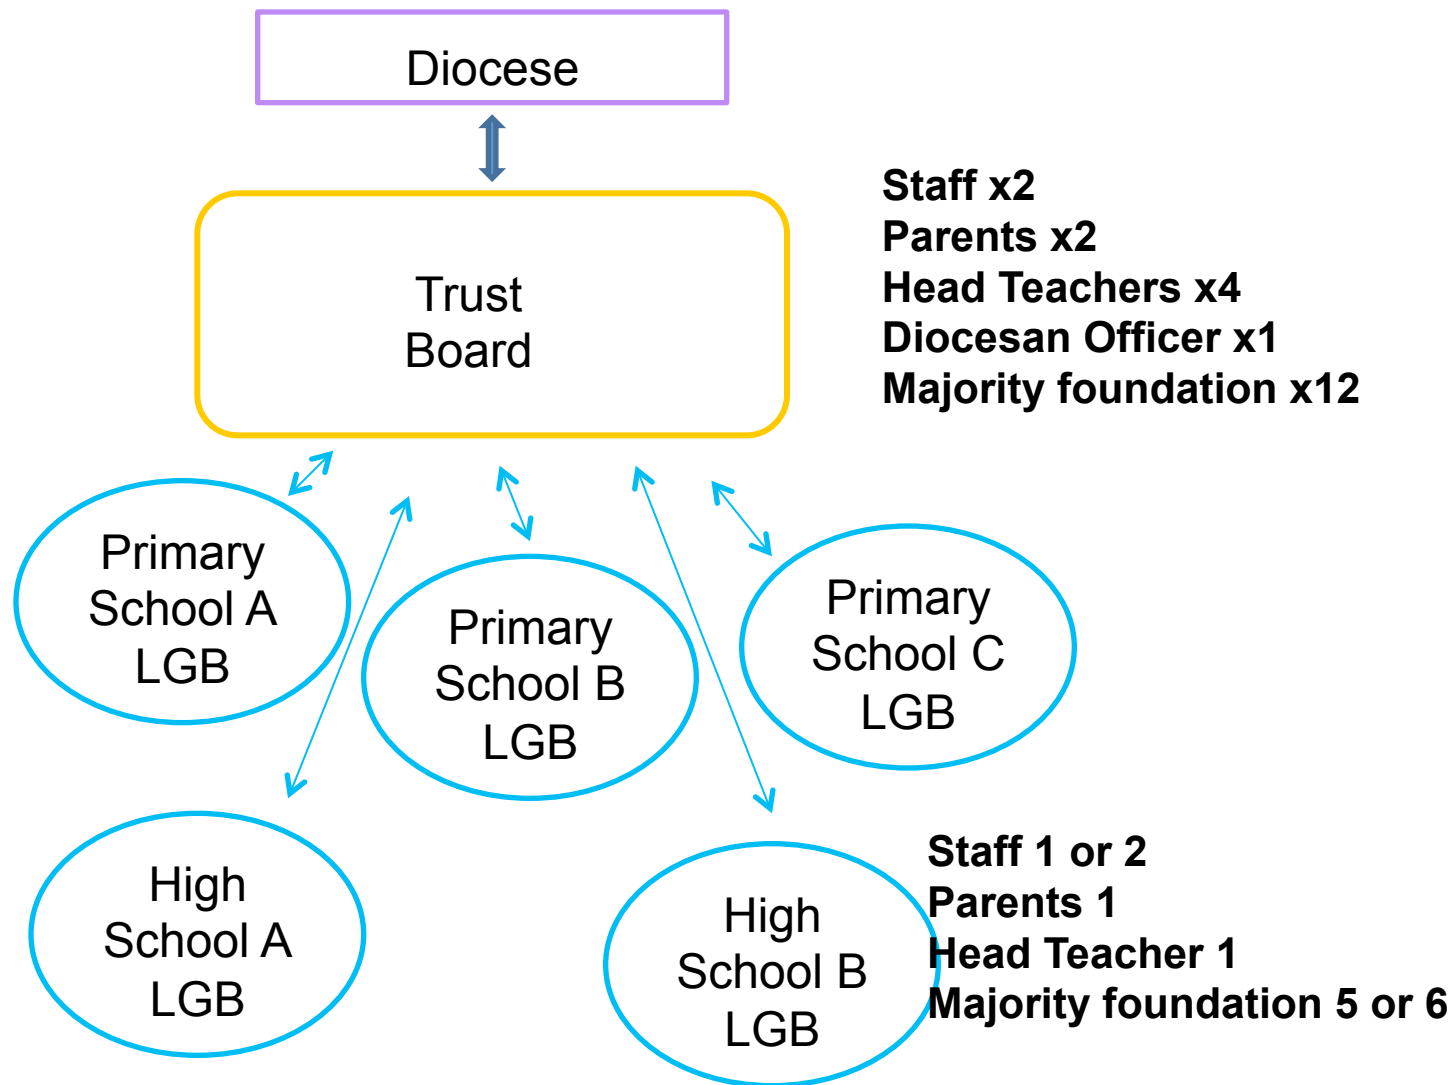 Diocese
Trust
Board
Staff x2
Parents x2
Head Teachers x4
Diocesan Officer x1
Majority foundation x12
Primary
School A
LGB
Primary
School B
LGB
Primary
School C
LGB
High
School A
LGB
High
School B
LGB
Staff 1 or 2
Parents 1
Head Teacher 1
Majority foundation 5 or 6